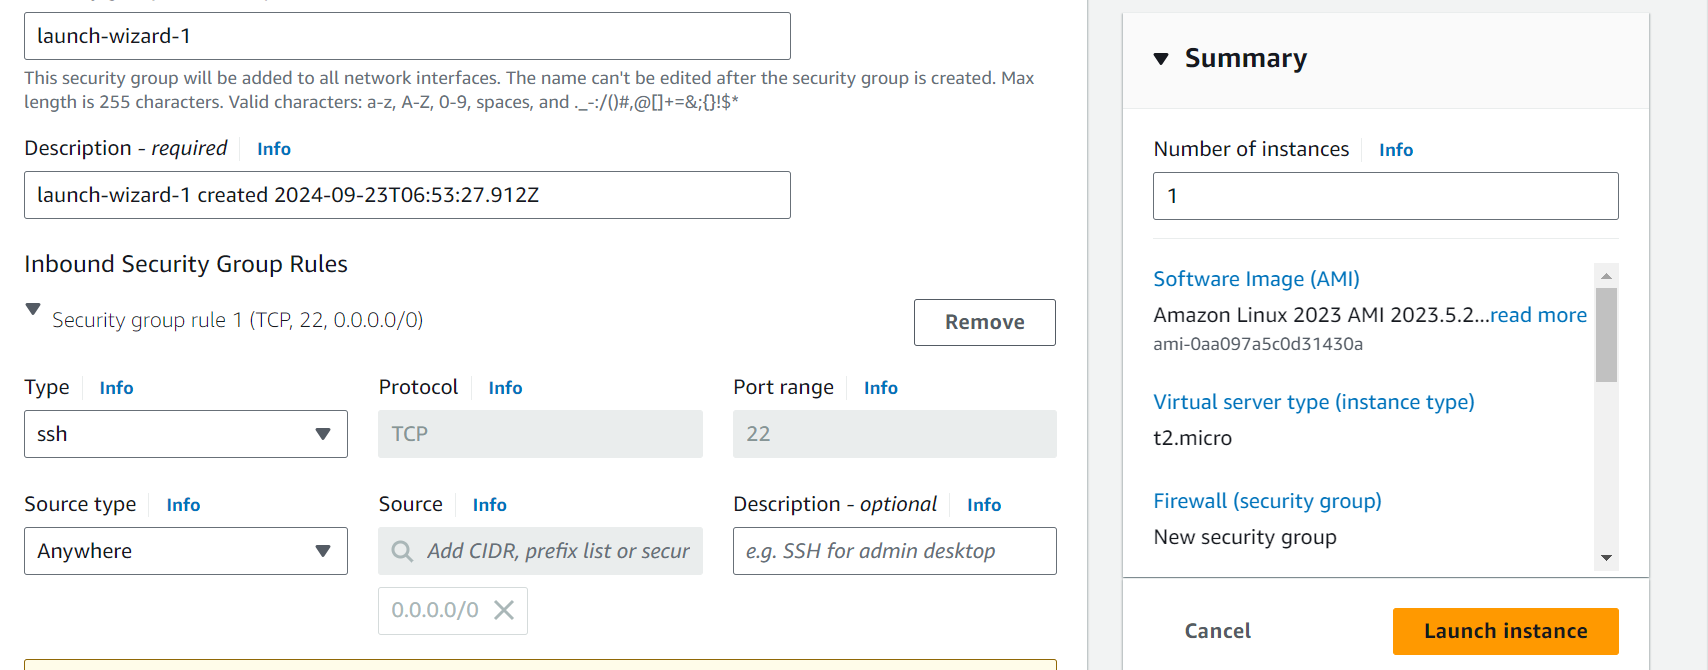 launch-wizard-1
This security group will be added to all network interfaces. The name can't be edited after the security group is created. Max
length is 255 characters. Valid characters: a-z, A-Z, 0-9, spaces, and ._-:/()#,@[]+=&;{}!$*
Description - required Info
launch-wizard-1 created 2024-09-23T06:53:27.912Z
Inbound Security Group Rules
Security group rule 1 (TCP, 22, 0.0.0.0/0)
Remove
Type Info
Protocol Info
Port range Info
ssh
TCP
22
Source type Info
Source Info
Description - optional Info
Anywhere
Add CIDR, prefix list or secur
e.g. SSH for admin desktop
0.0.0.0/0
Summary
Number of instances Info
1
Software Image (AMI)
Amazon Linux 2023 AMI 2023.5.2...read more
ami-0aa097a5c0d31430a
Virtual server type (instance type)
t2.micro
Firewall (security group)
New security group
Cancel
Launch instance